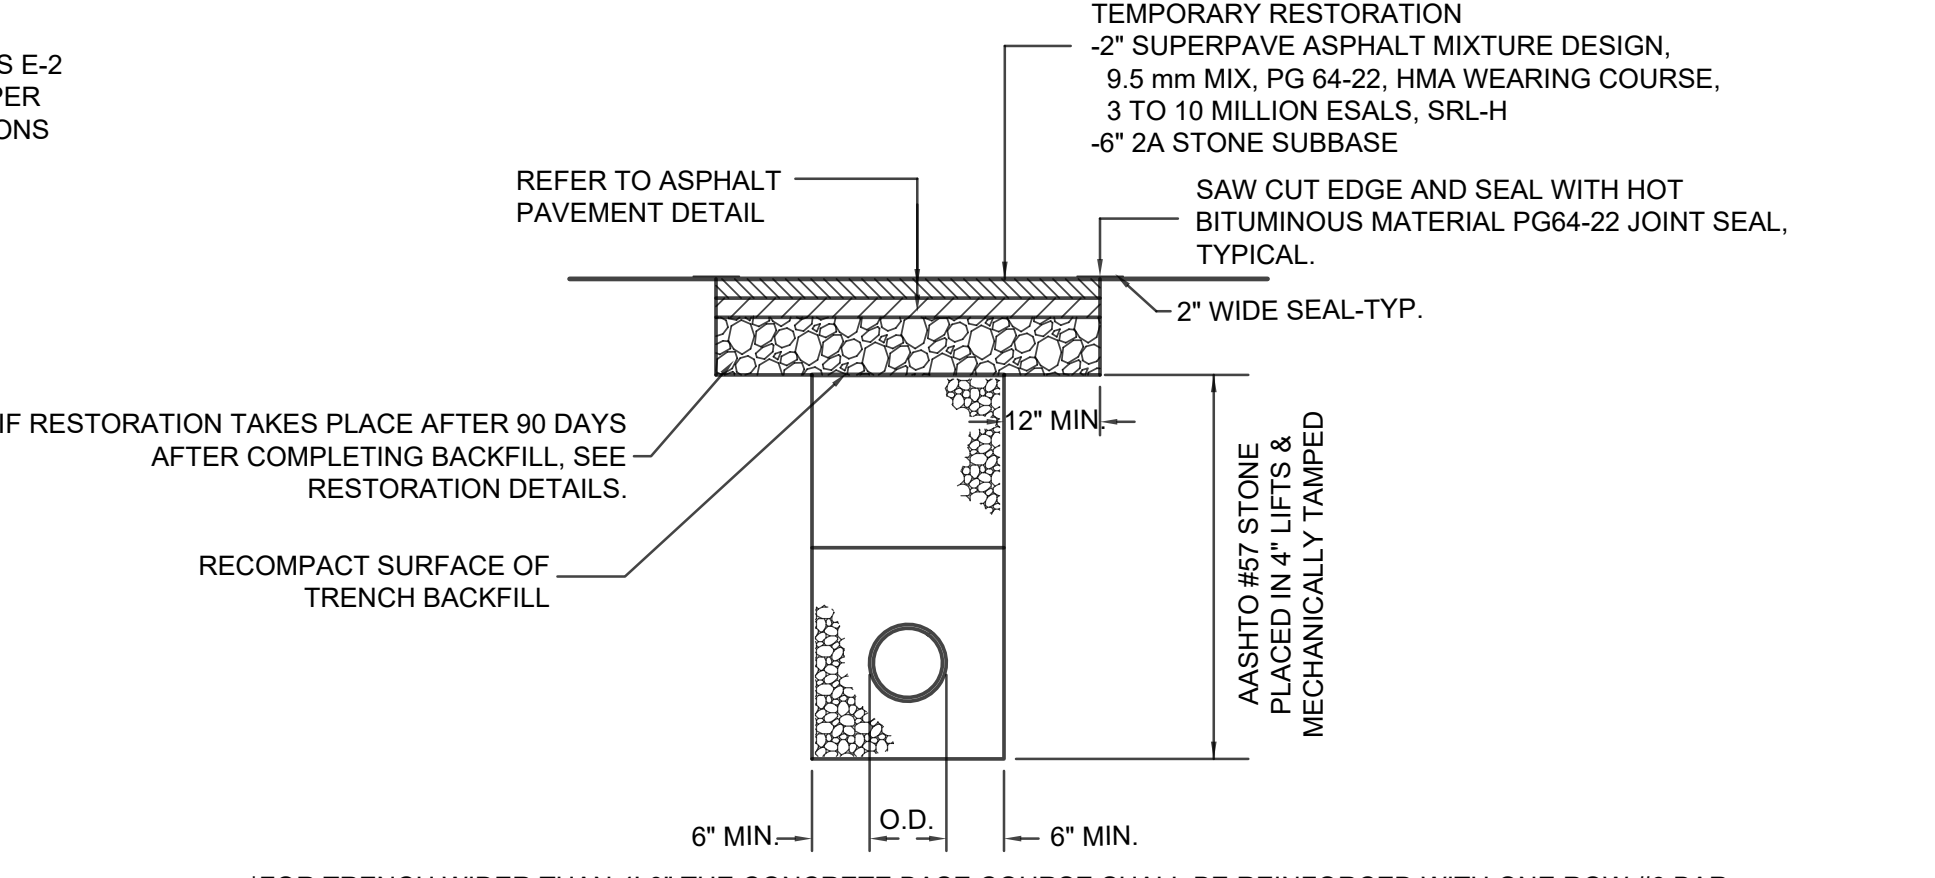 TEMPORARY RESTORATION
-2" SUPERPAVE ASPHALT MIXTURE DESIGN,
9.5 mm MIX, PG 64-22, HMA WEARING COURSE,
3 TO 10 MILLION ESALS, SRL-H
-6" 2A STONE SUBBASE
E-2
REFER TO ASPHALT
PAVEMENT DETAIL
SAW CUT EDGE AND SEAL WITH HOT
BITUMINOUS MATERIAL PG64-22 JOINT SEAL,
TYPICAL.
2" WIDE SEAL-TYP.
IF RESTORATION TAKES PLACE AFTER 90 DAYS
AFTER COMPLETING BACKFILL, SEE
RESTORATION DETAILS.
12" MIN.
RECOMPACT SURFACE OF
TRENCH BACKFILL
AASHTO #57 STONE
PLACED IN 4" LIFTS &
MECHANICALLY TAMPED
6" MIN.
O.D.
6" MIN.